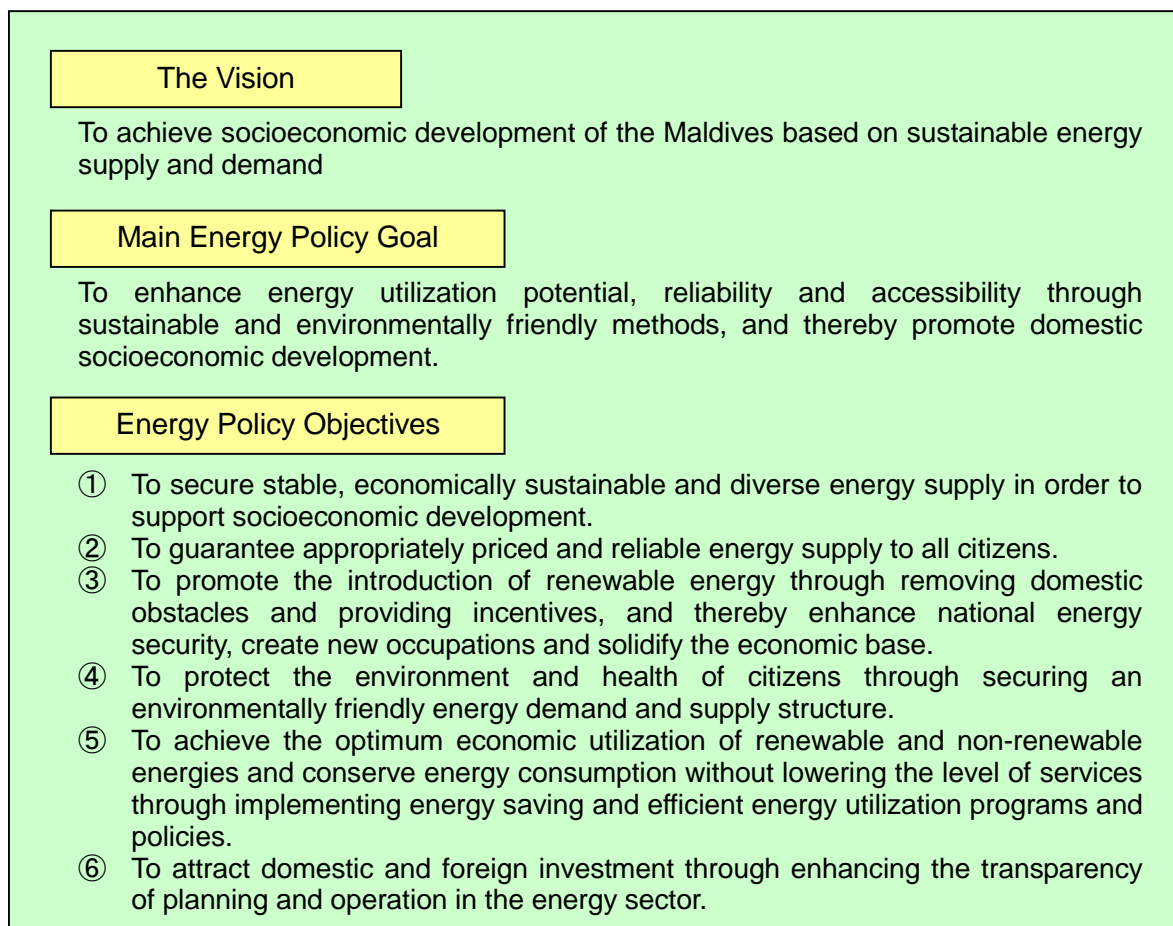 The Vision
To achieve socioeconomic development of the Maldives based on sustainable energy
supply and demand
Main Energy Policy Goal
To enhance energy utilization potential, reliability and accessibility through
sustainable and environmentally friendly methods, and thereby promote domestic
socioeconomic development.
Energy Policy Objectives
① To secure stable, economically sustainable and diverse energy supply in order to
support socioeconomic development.
② To guarantee appropriately priced and reliable energy supply to all citizens.
③ To promote the introduction of renewable energy through removing domestic
obstacles and providing incentives, and thereby enhance national energy
security, create new occupations and solidify the economic base.
④ To protect the environment and health of citizens through securing an
environmentally friendly energy demand and supply structure.
⑤ To achieve the optimum economic utilization of renewable and non-renewable
energies and conserve energy consumption without lowering the level of services
through implementing energy saving and efficient energy utilization programs and
policies.
⑥ To attract domestic and foreign investment through enhancing the transparency
of planning and operation in the energy sector.